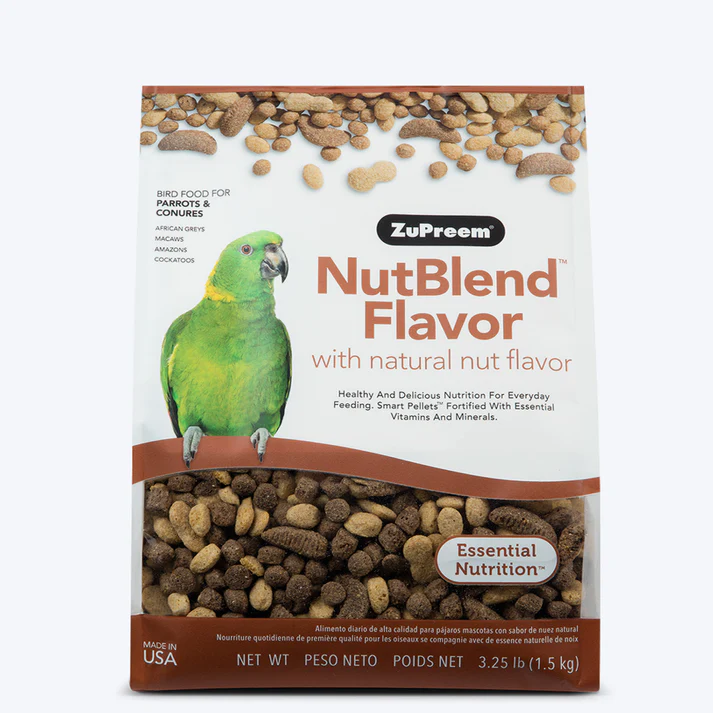 BIRD FOOD FOR
PARROTS &
CONURES
AFRICAN GREYS
MACAWS
AMAZONS
COCKATOOS
ZuPreem®
NutBlend™
Flavor
with natural nut flavor
Healthy And Delicious Nutrition For Everyday
Feeding. Smart Pellets™ Fortified With Essential
Vitamins And Minerals.
Essential
Nutrition™
Alimento diario de alta calidad para pájaros mascotas con sabor de nuez natural
Nourriture quotidienne de première qualité pour les oiseaux se compagnie avec de essence naturelle de noix
MADE IN
USA
NET WT PESO NETO POIDS NET 3.25 lb (1.5 kg)